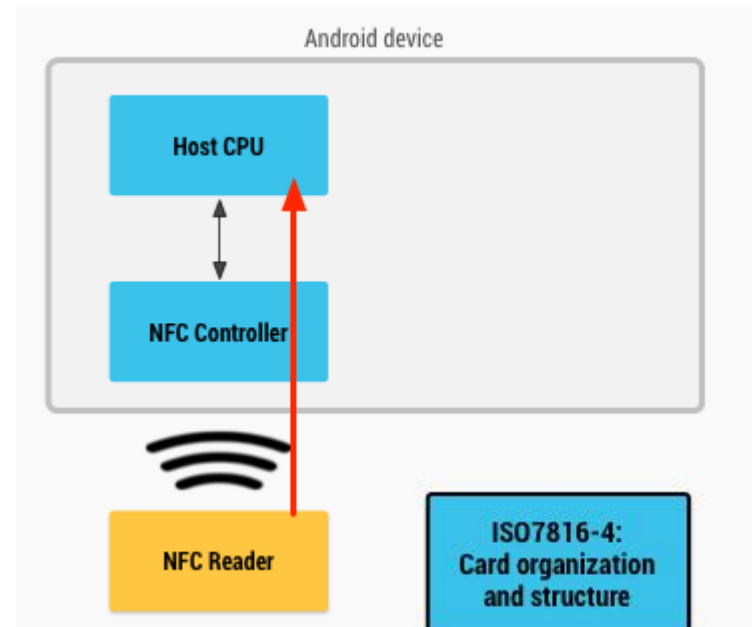 Android device
Host CPU
NFC Controller
NFC Reader
ISO7816-4:
Card organization
and structure